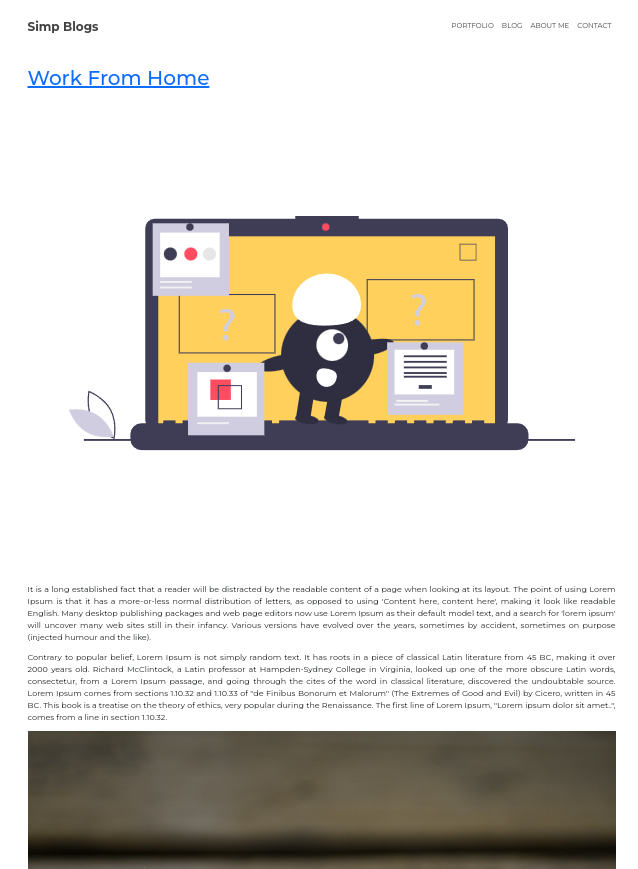 Simp Blogs
PORTFOLIO BLOG ABOUT ME CONTACT
Work From Home
?
?
It is a long established fact that a reader will be distracted by the readable content of a page when looking at its layout. The point of using Lorem
Ipsum is that it has a more-or-less normal distribution of letters, as opposed to using 'Content here, content here', making it look like readable
English. Many desktop publishing packages and web page editors now use Lorem Ipsum as their default model text, and a search for 'lorem ipsum'
will uncover many web sites still in their infancy. Various versions have evolved over the years, sometimes by accident, sometimes on purpose
(injected humour and the like).
Contrary to popular belief, Lorem Ipsum is not simply random text. It has roots in a piece of classical Latin literature from 45 BC, making it over
2000 years old. Richard McClintock, a Latin professor at Hampden-Sydney College in Virginia, looked up one of the more obscure Latin words,
consectetur, from a Lorem Ipsum passage, and going through the cites of the word in classical literature, discovered the undoubtable source.
Lorem Ipsum comes from sections 1.10.32 and 1.10.33 of "de Finibus Bonorum et Malorum" (The Extremes of Good and Evil) by Cicero, written in 45
BC. This book is a treatise on the theory of ethics, very popular during the Renaissance. The first line of Lorem Ipsum, "Lorem ipsum dolor sit amet..",
comes from a line in section 1.10.32.